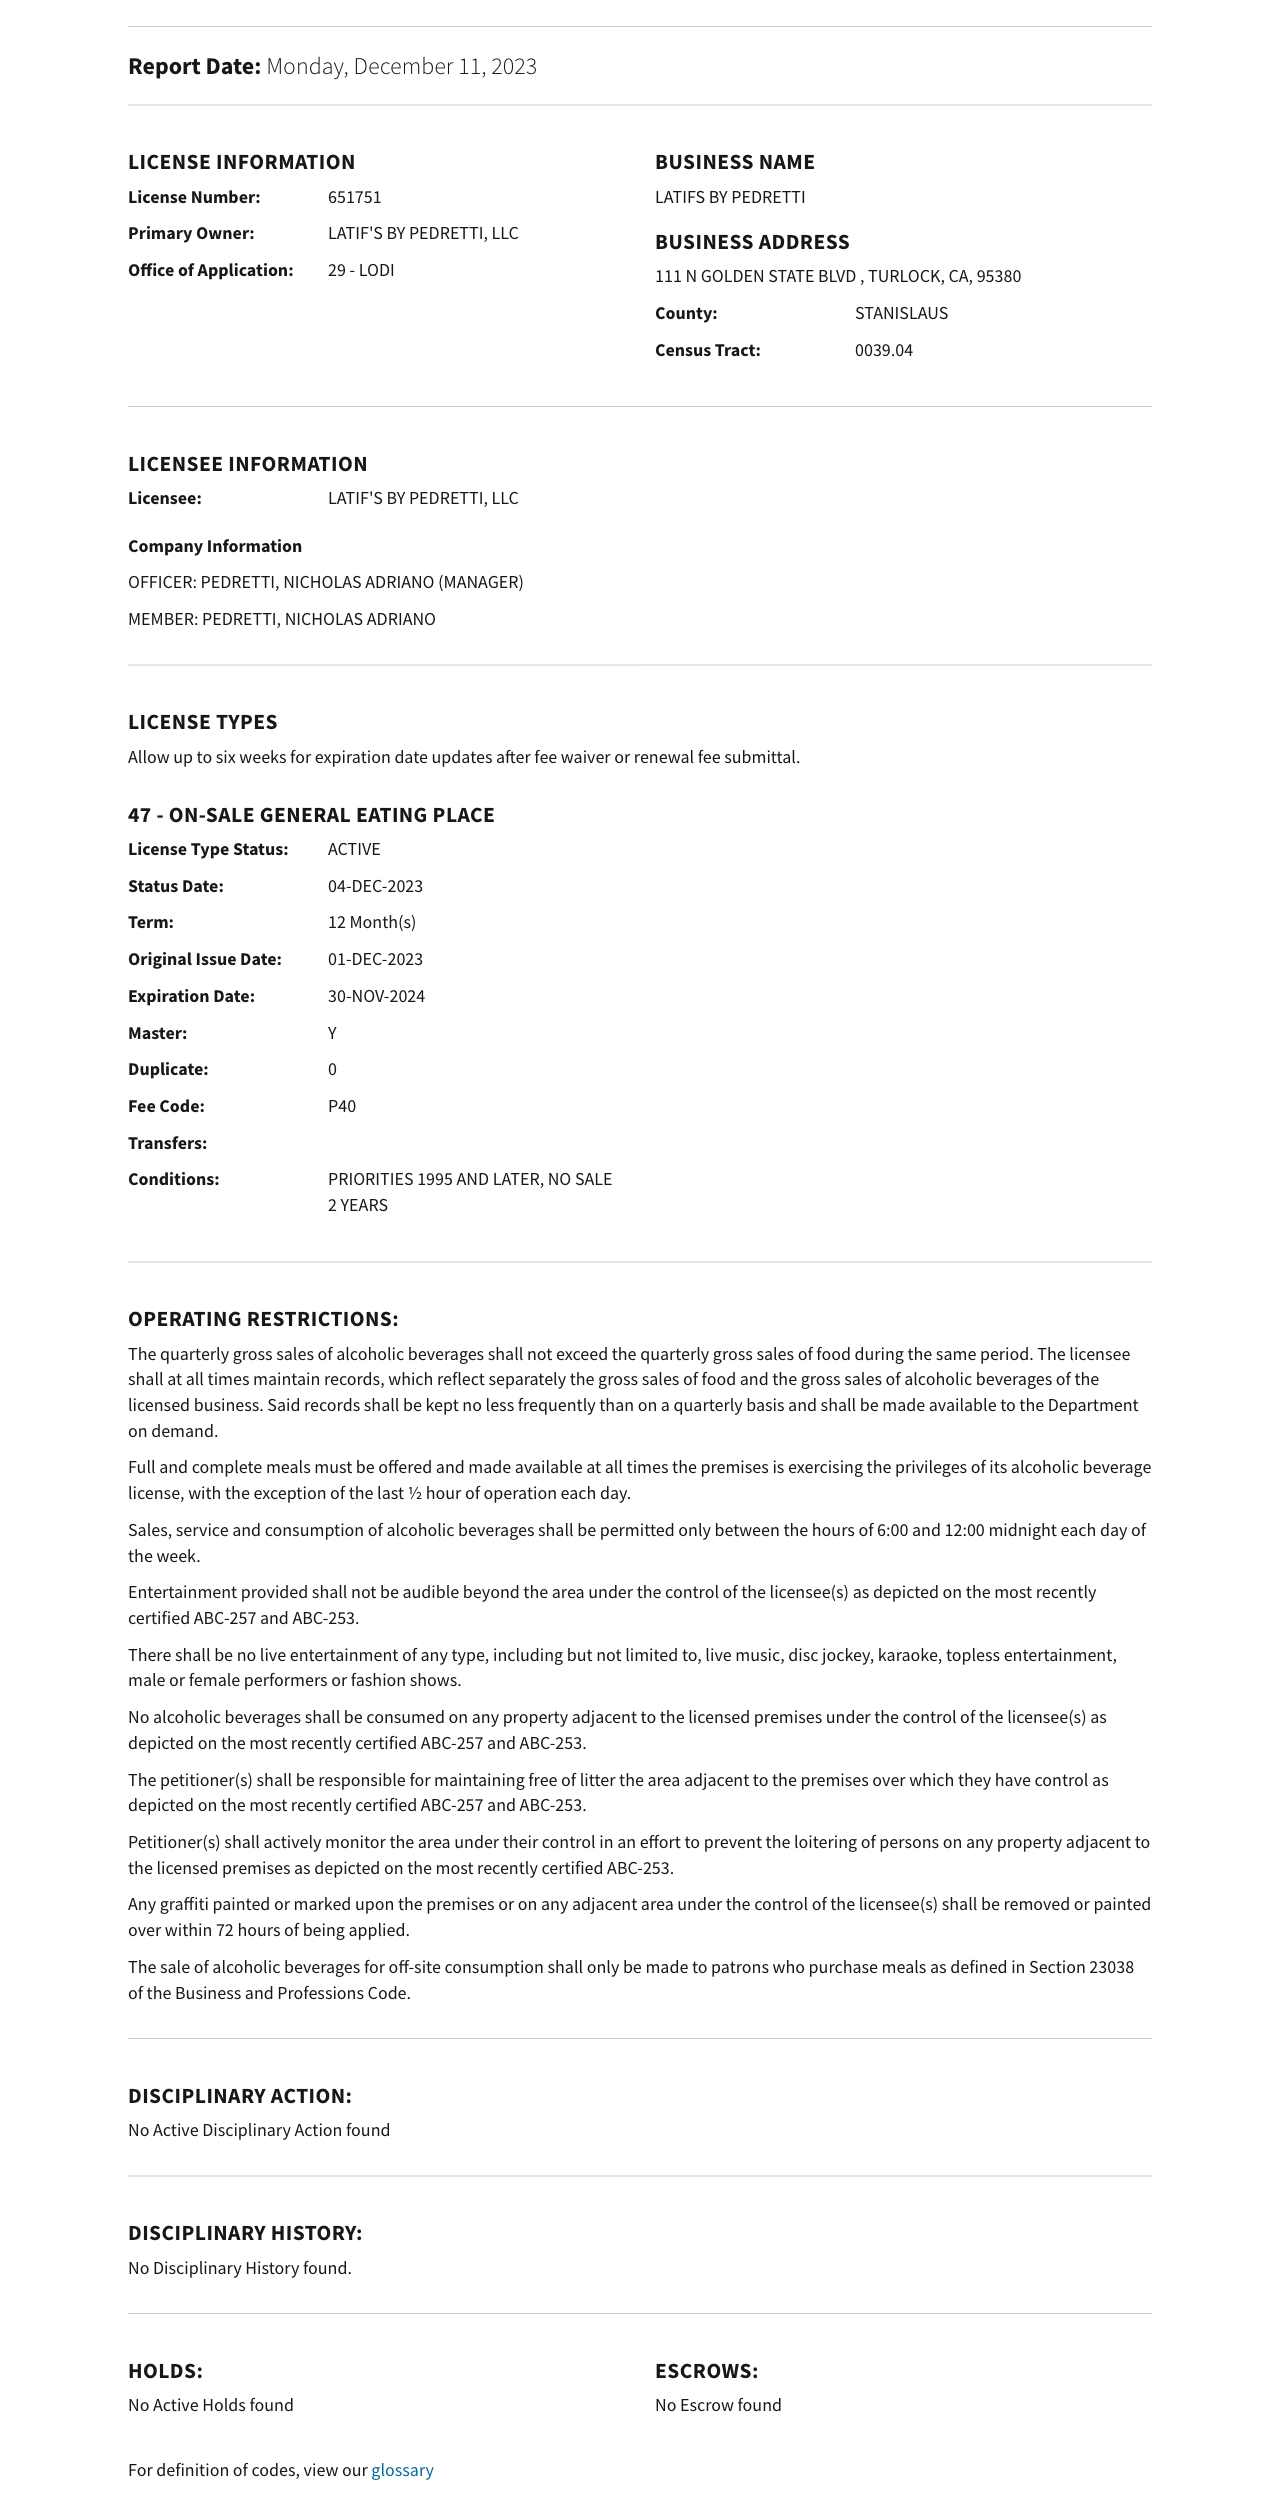 Report Date: Monday, December 11, 2023
LICENSE INFORMATION
License Number: 651751
Primary Owner: LATIF'S BY PEDRETTI, LLC
Office of Application: 29 - LODI
BUSINESS NAME
LATIFS BY PEDRETTI
BUSINESS ADDRESS
111 N GOLDEN STATE BLVD , TURLOCK, CA, 95380
County: STANISLAUS
Census Tract: 0039.04
LICENSEE INFORMATION
Licensee: LATIF'S BY PEDRETTI, LLC
Company Information
OFFICER: PEDRETTI, NICHOLAS ADRIANO (MANAGER)
MEMBER: PEDRETTI, NICHOLAS ADRIANO
LICENSE TYPES
Allow up to six weeks for expiration date updates after fee waiver or renewal fee submittal.
47 - ON-SALE GENERAL EATING PLACE
License Type Status: ACTIVE
Status Date: 04-DEC-2023
Term: 12 Month(s)
Original Issue Date: 01-DEC-2023
Expiration Date: 30-NOV-2024
Master: Y
Duplicate: 0
Fee Code: P40
Transfers:
Conditions: PRIORITIES 1995 AND LATER, NO SALE
2 YEARS
OPERATING RESTRICTIONS:
The quarterly gross sales of alcoholic beverages shall not exceed the quarterly gross sales of food during the same period. The licensee
shall at all times maintain records, which reflect separately the gross sales of food and the gross sales of alcoholic beverages of the
licensed business. Said records shall be kept no less frequently than on a quarterly basis and shall be made available to the Department
on demand.
Full and complete meals must be offered and made available at all times the premises is exercising the privileges of its alcoholic beverage
license, with the exception of the last ½ hour of operation each day.
Sales, service and consumption of alcoholic beverages shall be permitted only between the hours of 6:00 and 12:00 midnight each day of
the week.
Entertainment provided shall not be audible beyond the area under the control of the licensee(s) as depicted on the most recently
certified ABC-257 and ABC-253.
There shall be no live entertainment of any type, including but not limited to, live music, disc jockey, karaoke, topless entertainment,
male or female performers or fashion shows.
No alcoholic beverages shall be consumed on any property adjacent to the licensed premises under the control of the licensee(s) as
depicted on the most recently certified ABC-257 and ABC-253.
The petitioner(s) shall be responsible for maintaining free of litter the area adjacent to the premises over which they have control as
depicted on the most recently certified ABC-257 and ABC-253.
Petitioner(s) shall actively monitor the area under their control in an effort to prevent the loitering of persons on any property adjacent to
the licensed premises as depicted on the most recently certified ABC-253.
Any graffiti painted or marked upon the premises or on any adjacent area under the control of the licensee(s) shall be removed or painted
over within 72 hours of being applied.
The sale of alcoholic beverages for off-site consumption shall only be made to patrons who purchase meals as defined in Section 23038
of the Business and Professions Code.
DISCIPLINARY ACTION:
No Active Disciplinary Action found
DISCIPLINARY HISTORY:
No Disciplinary History found.
HOLDS:
No Active Holds found
ESCROWS:
No Escrow found
For definition of codes, view our glossary